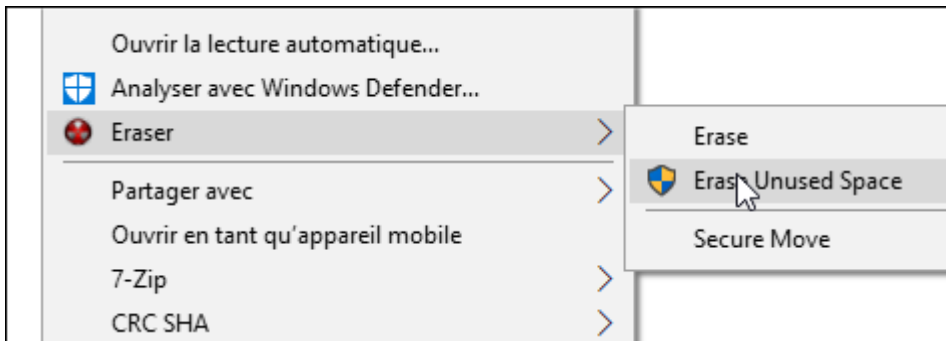 Ouvrir la lecture automatique...
Analyser avec Windows Defender...
Eraser
Partager avec
Ouvrir en tant qu'appareil mobile
7-Zip
CRC SHA
Erase
Erase Unused Space
Secure Move